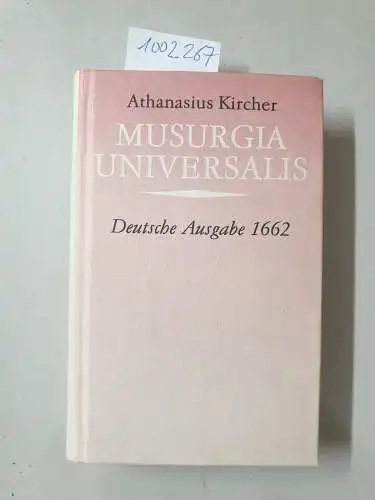 1002267
Athanasius Kircher
MUSURGIA
UNIVERSALIS
Deutsche Ausgabe 1662